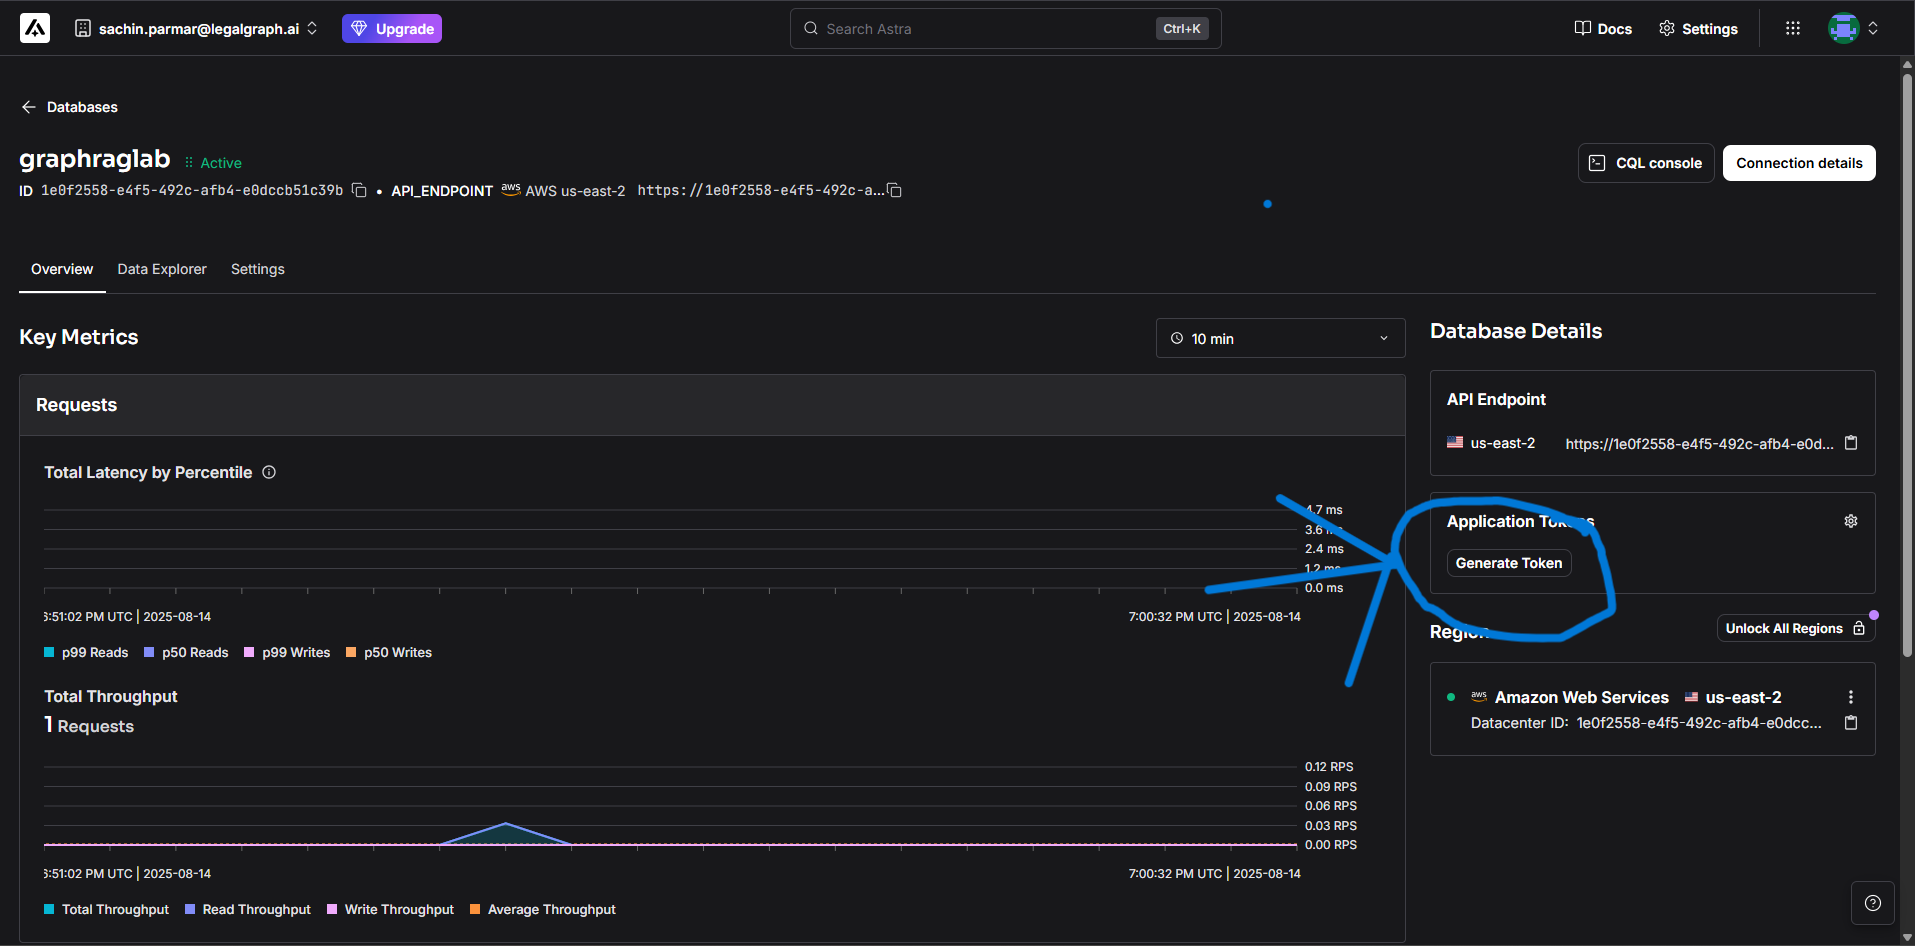 sachin.parmar@legalgraph.ai
Upgrade
Search Astra
Ctrl+K
Docs
Settings
Databases
graphraglab
Active
CQL console
Connection details
ID 1e0f2558-e4f5-492c-afb4-e0dccb51c39b • API_ENDPOINT aws AWS us-east-2 https://1e0f2558-e4f5-492c-a...
Overview
Data Explorer
Settings
Key Metrics
10 min
Requests
Total Latency by Percentile
4.7 ms
3.6 ms
2.4 ms
1.2 ms
0.0 ms
6:51:02 PM UTC | 2025-08-14
7:00:32 PM UTC | 2025-08-14
p99 Reads
p50 Reads
p99 Writes
p50 Writes
Total Throughput
1 Requests
0.12 RPS
0.09 RPS
0.06 RPS
0.03 RPS
0.00 RPS
6:51:02 PM UTC | 2025-08-14
7:00:32 PM UTC | 2025-08-14
Total Throughput
Read Throughput
Write Throughput
Average Throughput
Database Details
API Endpoint
us-east-2 https://1e0f2558-e4f5-492c-afb4-e0d...
Application Tokens
Generate Token
Region
Unlock All Regions
aws Amazon Web Services us-east-2
Datacenter ID: 1e0f2558-e4f5-492c-afb4-e0dcc...